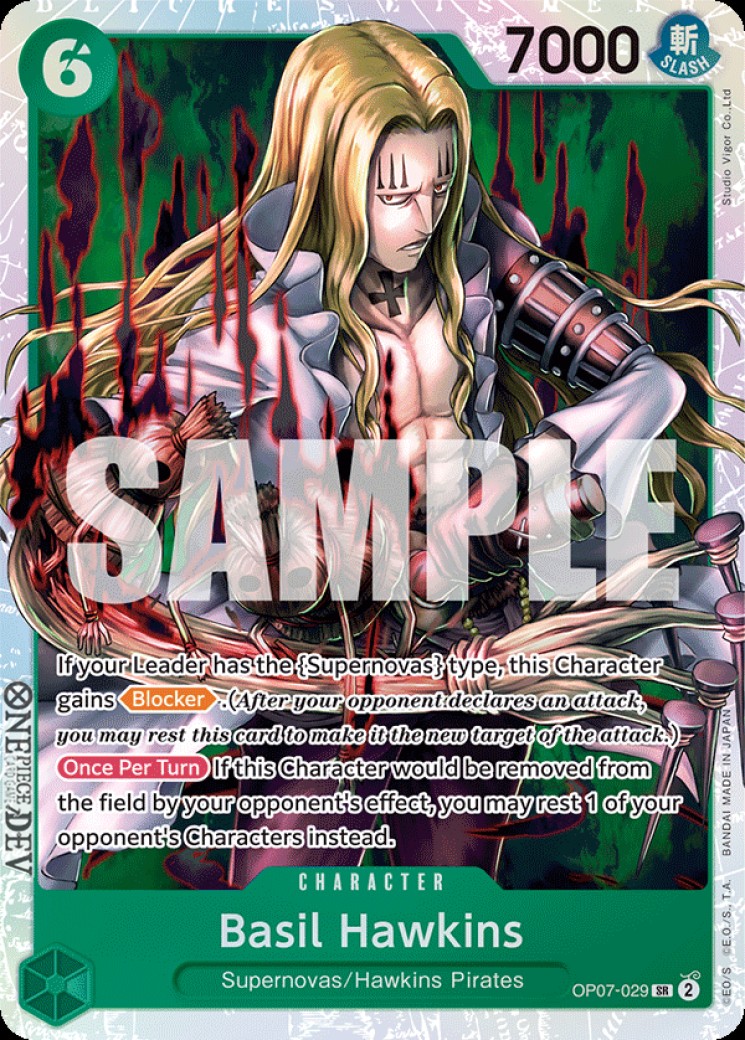 6
7000
斬
SLASH
Studio Vigor Co.,Ltd
SAMPLE
If your Leader has the {Supernovas} type, this Character
gains Blocker .(After your opponent declares an attack,
you may rest this card to make it the new target of the attack.)
Once Per Turn If this Character would be removed from
the field by your opponent's effect, you may rest 1 of your
opponent's Characters instead.
ONE PIECE
DEV
CHARACTER
Basil Hawkins
Supernovas/Hawkins Pirates
OP07-029 SR 2
©E.O/S ©E.O./S., T.A. BANDAI MADE IN JAPAN